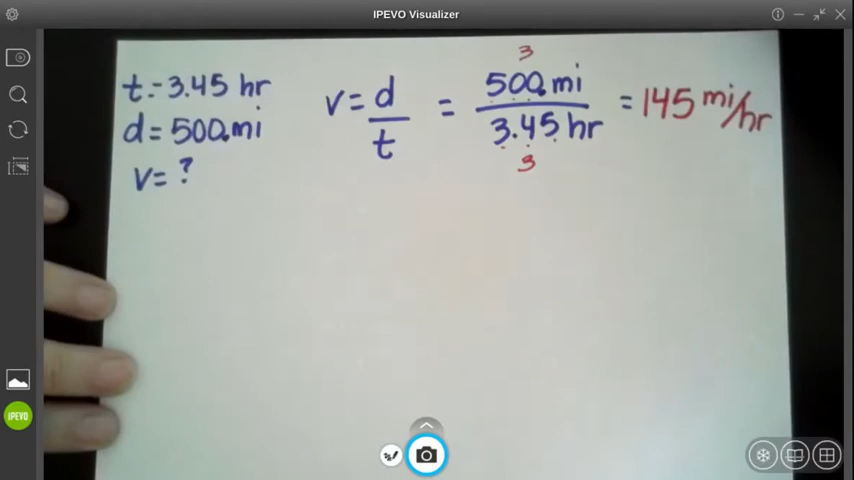 IPEVO Visualizer
t = 3.45 hr
d = 500. mi
v = ?
v = d/t = 500. mi / 3.45 hr = 145 mi/hr
3
3
IPEVO